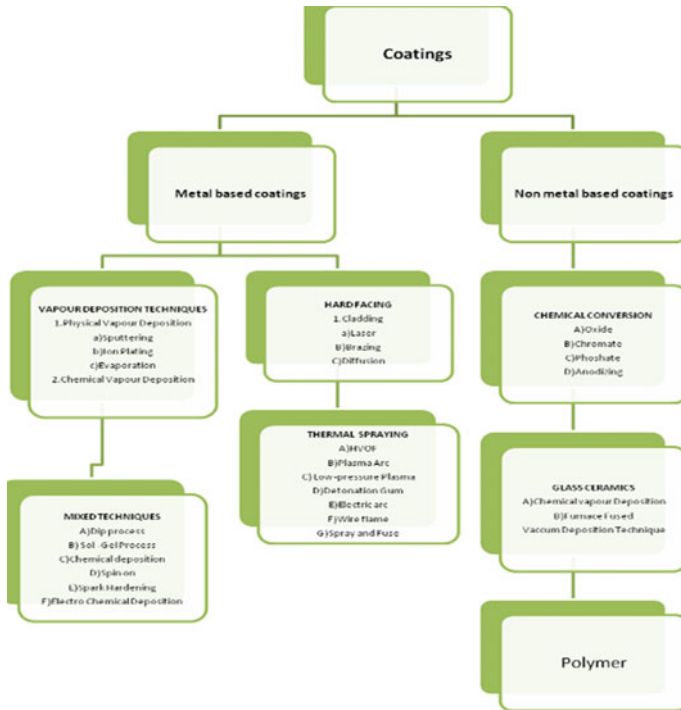 Coatings
Metal based coatings
Non metal based coatings
VAPOUR DEPOSITION TECHNIQUES
1.Physical Vapour Deposition
a)Sputtering
b)Ion Plating
c)Evaporation
2.Chemical Vapour Deposition
HARD FACING
1.Cladding
a)Laser
B)Brazing
C)Diffusion
CHEMICAL CONVERSION
A)Oxide
B)Chromate
C)Phoshate
D)Anodizing
THERMAL SPRAYING
A)HVOF
B)Plasma Arc
C) Low-pressure Plasma
D)Detonation Gum
E)Electric arc
F)Wire flame
G)Spray and Fuse
GLASS CERAMICS
A)Chemical vapour Deposition
B)Furnace Fused
Vaccum Deposition Technique
MIXED TECHNIQUES
A)Dip process
B) Sol -Gel Process
C)Chemical deposition
D)Spin on
E)Spark Hardening
F)Electro Chemical Deposition
Polymer